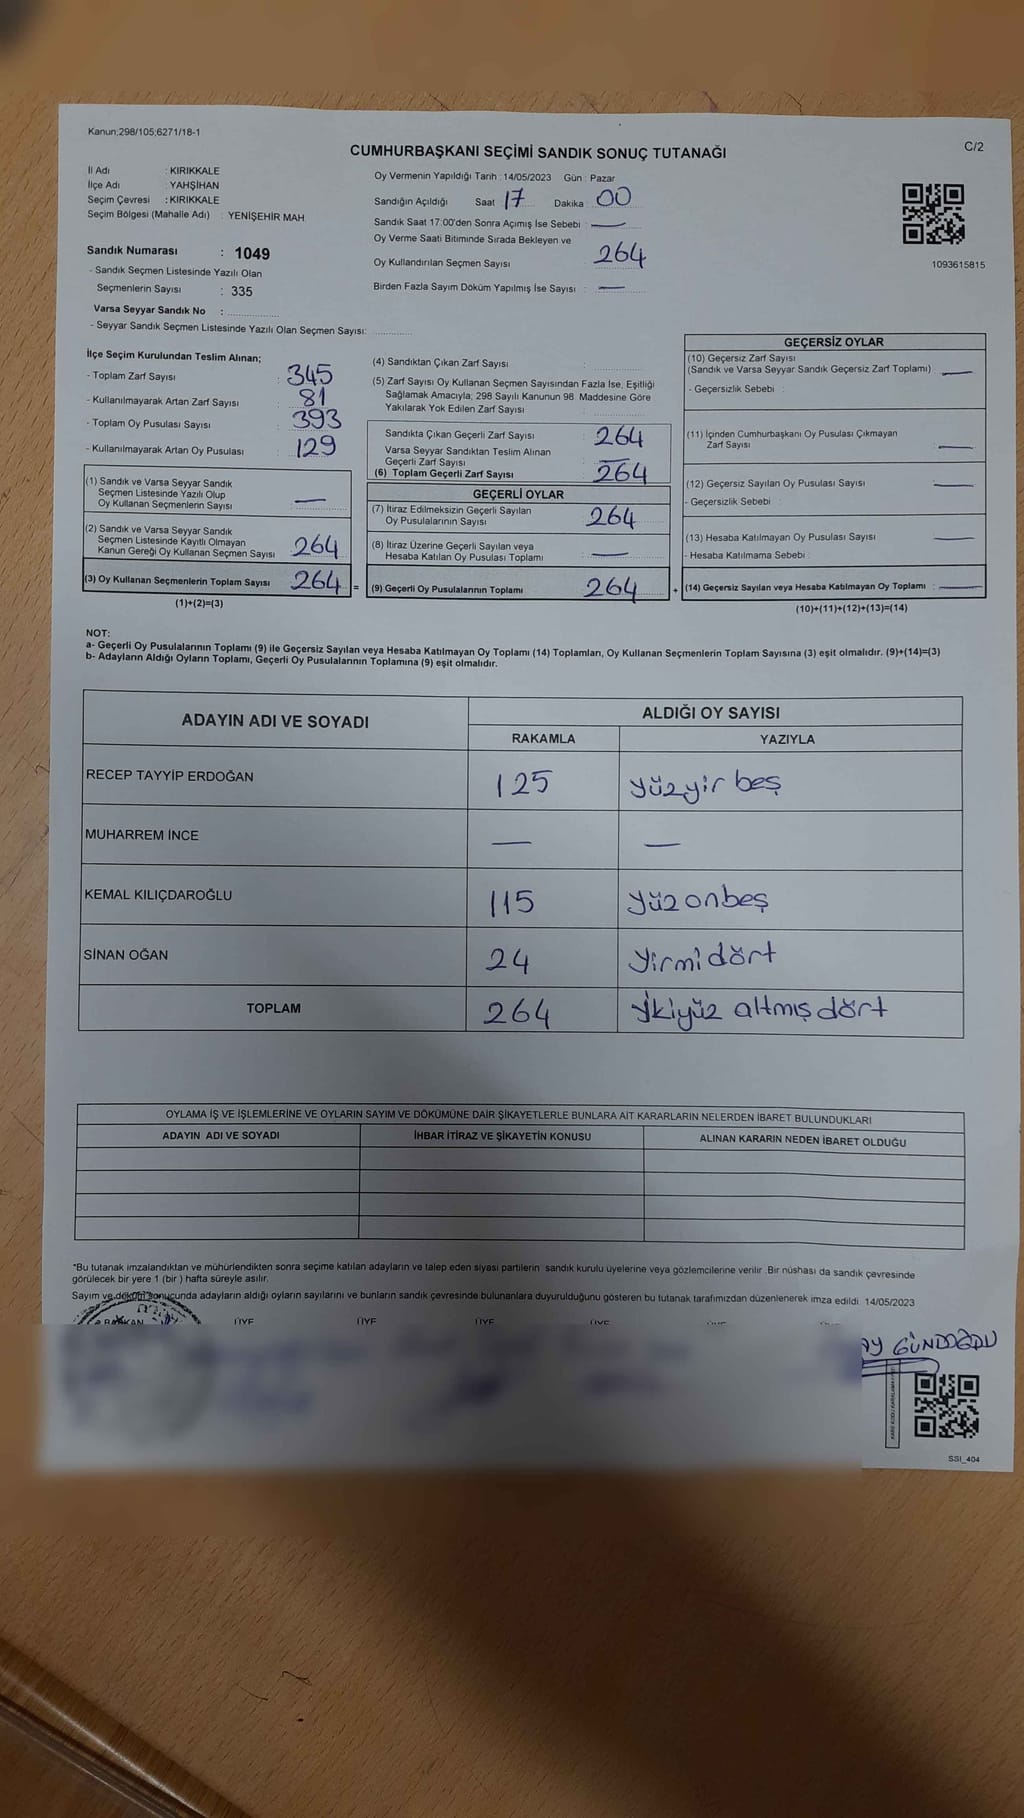 Kanun;298/105;6271/18-1
CUMHURBAŞKANI SEÇİMİ SANDIK SONUÇ TUTANAĞI
C/2
İl Adı : KIRIKKALE
İlçe Adı : YAHŞİHAN
Seçim Çevresi : KIRIKKALE
Seçim Bölgesi (Mahalle Adı) : YENİŞEHİR MAH
Sandık Numarası : 1049
- Sandık Seçmen Listesinde Yazılı Olan
Seçmenlerin Sayısı : 335
Varsa Seyyar Sandık No :
- Seyyar Sandık Seçmen Listesinde Yazılı Olan Seçmen Sayısı:
Oy Vermenin Yapıldığı Tarih : 14/05/2023 Gün : Pazar
Sandığın Açıldığı Saat 17 Dakika : 00
Sandık Saat 17:00'den Sonra Açımış İse Sebebi : —
Oy Verme Saati Bitiminde Sırada Bekleyen ve
Oy Kullandırılan Seçmen Sayısı 264
Birden Fazla Sayım Döküm Yapılmış İse Sayısı : —
1093615815
İlçe Seçim Kurulundan Teslim Alınan;
- Toplam Zarf Sayısı : 345
- Kullanılmayarak Artan Zarf Sayısı : 81
- Toplam Oy Pusulası Sayısı : 393
- Kullanılmayarak Artan Oy Pusulası : 129
(1) Sandık ve Varsa Seyyar Sandık
Seçmen Listesinde Yazılı Olup
Oy Kullanan Seçmenlerin Sayısı : —
(2) Sandık ve Varsa Seyyar Sandık
Seçmen Listesinde Kayıtlı Olmayan
Kanun Gereği Oy Kullanan Seçmen Sayısı 264
(3) Oy Kullanan Seçmenlerin Toplam Sayısı 264 =
(1)+(2)=(3)
(4) Sandıktan Çıkan Zarf Sayısı :
(5) Zarf Sayısı Oy Kullanan Seçmen Sayısından Fazla İse, Eşitliği
Sağlamak Amacıyla; 298 Sayılı Kanunun 98. Maddesine Göre
Yakılarak Yok Edilen Zarf Sayısı :
Sandıkta Çıkan Geçerli Zarf Sayısı : 264
Varsa Seyyar Sandıktan Teslim Alınan
Geçerli Zarf Sayısı : —
(6) Toplam Geçerli Zarf Sayısı : 264
GEÇERLİ OYLAR
(7) İtiraz Edilmeksizin Geçerli Sayılan
Oy Pusulalarının Sayısı : 264
(8) İtiraz Üzerine Geçerli Sayılan veya
Hesaba Katılan Oy Pusulası Toplamı : —
(9) Geçerli Oy Pusulalarının Toplamı : 264 +
GEÇERSİZ OYLAR
(10) Geçersiz Zarf Sayısı
(Sandık ve Varsa Seyyar Sandık Geçersiz Zarf Toplamı) : —
- Geçersizlik Sebebi :
(11) İçinden Cumhurbaşkanı Oy Pusulası Çıkmayan
Zarf Sayısı : —
(12) Geçersiz Sayılan Oy Pusulası Sayısı : —
- Geçersizlik Sebebi :
(13) Hesaba Katılmayan Oy Pusulası Sayısı : —
- Hesaba Katılmama Sebebi :
(14) Geçersiz Sayılan veya Hesaba Katılmayan Oy Toplamı : —
(10)+(11)+(12)+(13)=(14)
NOT:
a- Geçerli Oy Pusulalarının Toplamı (9) ile Geçersiz Sayılan veya Hesaba Katılmayan Oy Toplamı (14) Toplamları, Oy Kullanan Seçmenlerin Toplam Sayısına (3) eşit olmalıdır. (9)+(14)=(3)
b- Adayların Aldığı Oyların Toplamı, Geçerli Oy Pusulalarının Toplamına (9) eşit olmalıdır.
ADAYIN ADI VE SOYADI
ALDIĞI OY SAYISI
RAKAMLA YAZIYLA
RECEP TAYYİP ERDOĞAN 125 yüzyir beş
MUHARREM İNCE — —
KEMAL KILIÇDAROĞLU 115 yüzonbeş
SİNAN OĞAN 24 yirmidört
TOPLAM 264 ikiyüz altmış dört
OYLAMA İŞ VE İŞLEMLERİNE VE OYLARIN SAYIM VE DÖKÜMÜNE DAİR ŞİKAYETLERLE BUNLARA AİT KARARLARIN NELERDEN İBARET BULUNDUKLARI
ADAYIN ADI VE SOYADI İHBAR İTİRAZ VE ŞİKAYETİN KONUSU ALINAN KARARIN NEDEN İBARET OLDUĞU
*Bu tutanak imzalandıktan ve mühürlendikten sonra seçime katılan adayların ve talep eden siyasi partilerin sandık kurulu üyelerine veya gözlemcilerine verilir .Bir nüshası da sandık çevresinde
görülecek bir yere 1 (bir ) hafta süreyle asılır.
Sayım ve döküm sonucunda adayların aldığı oyların sayılarını ve bunların sandık çevresinde bulunanlara duyurulduğunu gösteren bu tutanak tarafımızdan düzenlenerek imza edildi. 14/05/2023
BAŞKAN ÜYE ÜYE ÜYE ÜYE
AY GÜNDOĞDU
SSI_404